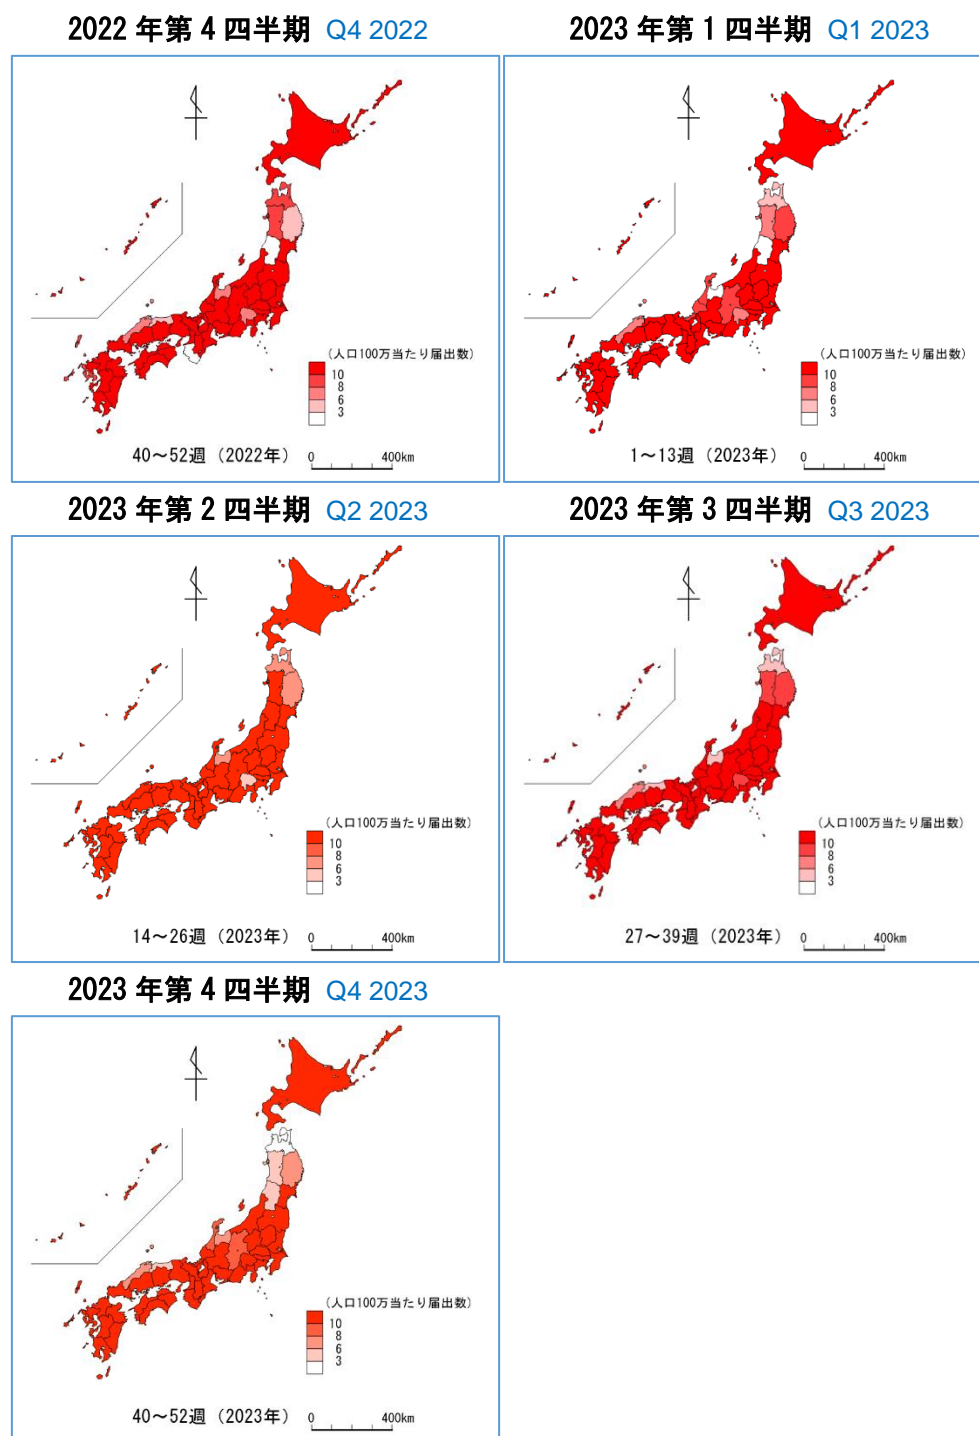 2022 年第 4 四半期 Q4 2022
2023 年第 1 四半期 Q1 2023
(人口100万当たり届出数)
10
8
6
3
40～52週 (2022年)
0 400km
(人口100万当たり届出数)
10
8
6
3
1～13週 (2023年)
0 400km
2023 年第 2 四半期 Q2 2023
2023 年第 3 四半期 Q3 2023
(人口100万当たり届出数)
10
8
6
3
14～26週 (2023年)
0 400km
(人口100万当たり届出数)
10
8
6
3
27～39週 (2023年)
0 400km
2023 年第 4 四半期 Q4 2023
(人口100万当たり届出数)
10
8
6
3
40～52週 (2023年)
0 400km